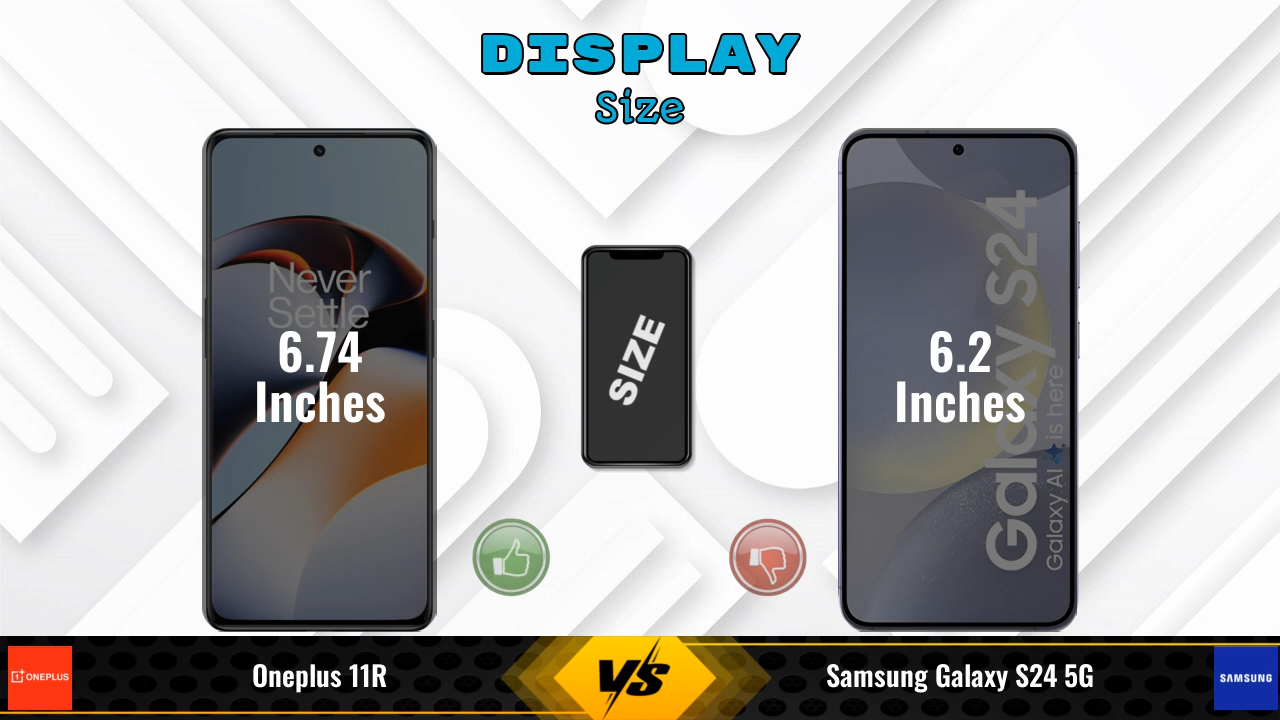 DISPLAY
Size
Never
Settle
6.74
Inches
SIZE
6.2
Inches
Galaxy S24
Galaxy AI is here
ONEPLUS
Oneplus 11R
VS
Samsung Galaxy S24 5G
SAMSUNG